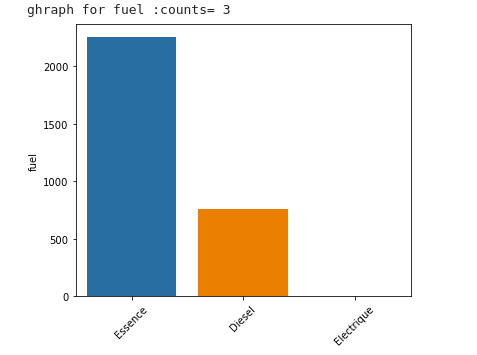 ghraph for fuel :counts= 3
2000
1500
1000
500
0
fuel
Essence
Diesel
Electrique